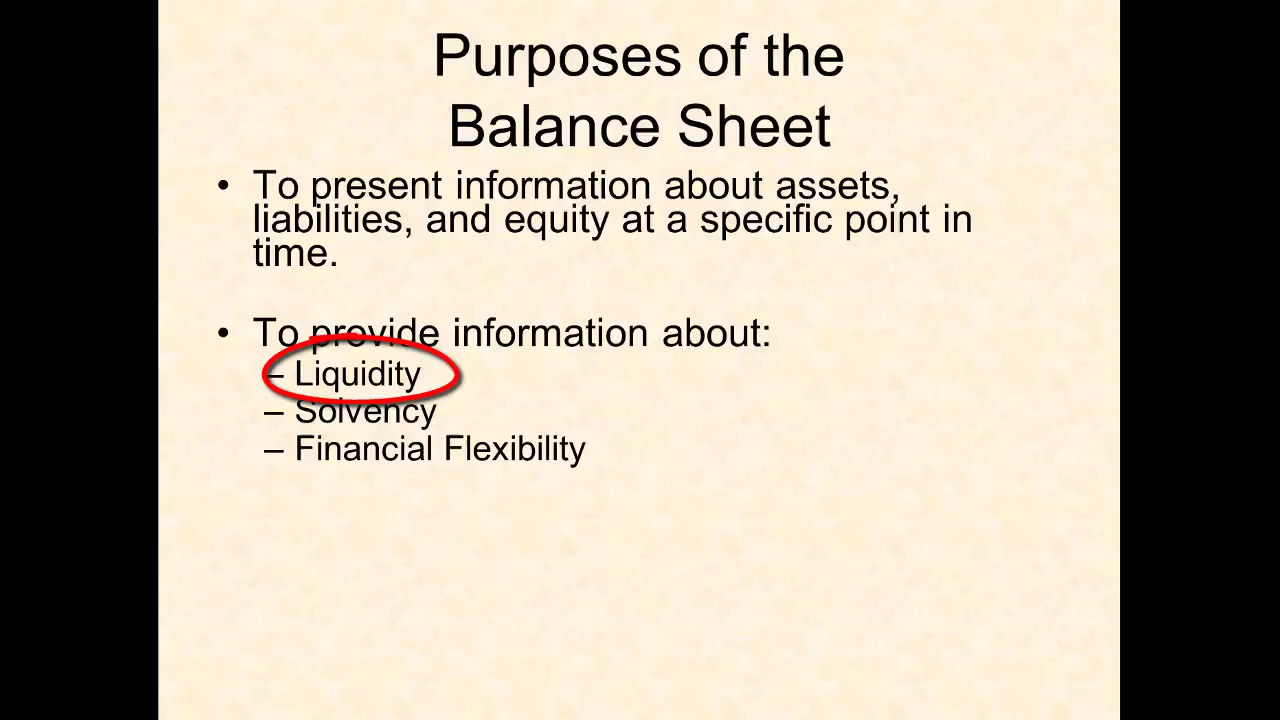 Purposes of the
Balance Sheet
• To present information about assets,
liabilities, and equity at a specific point in
time.
• To provide information about:
– Liquidity
– Solvency
– Financial Flexibility